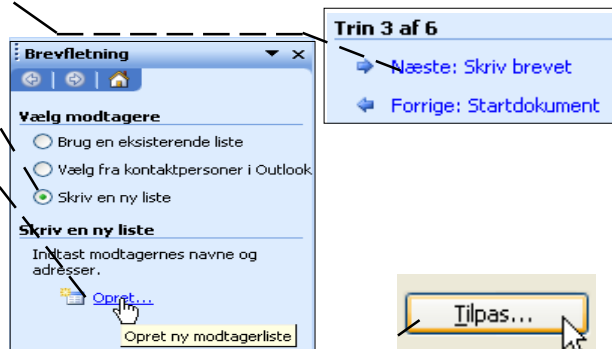 Trin 3 af 6
Næste: Skriv brevet
Forrige: Startdokument
Brevfletning
Vælg modtagere
Brug en eksisterende liste
Vælg fra kontaktpersoner i Outlook
Skriv en ny liste
Skriv en ny liste
Indtast modtagernes navne og
adresser.
Opret...
Opret ny modtagerliste
Tilpas...